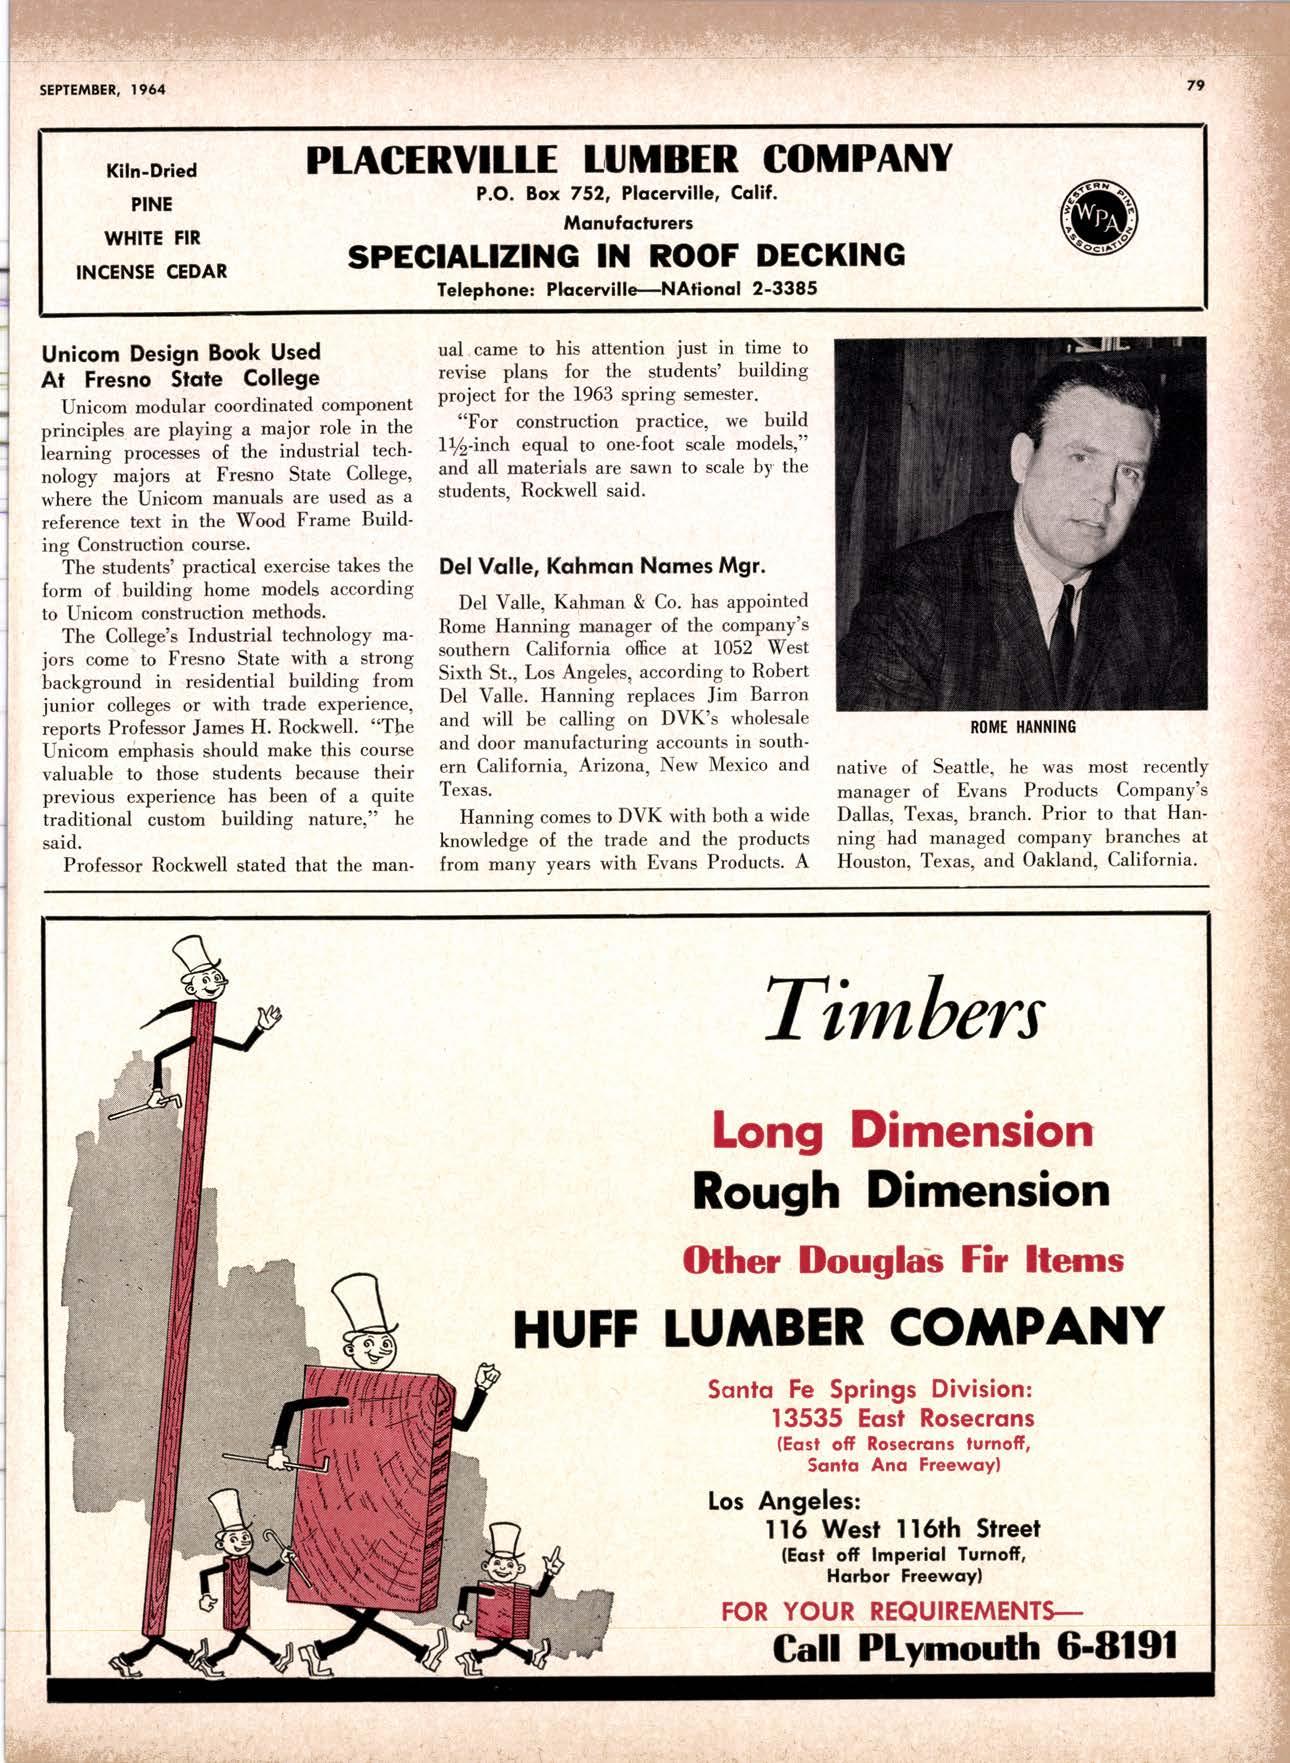 SEPTEMBER, 1964
79
Kiln-Dried
PINE
WHITE FIR
INCENSE CEDAR
PLACERVILLE LUMBER COMPANY
P.O. Box 752, Placerville, Calif.
Manufacturers
SPECIALIZING IN ROOF DECKING
Telephone: Placerville—NAtional 2-3385
WESTERN PINE
WPA
ASSOCIATION
Unicom Design Book Used
At Fresno State College
Unicom modular coordinated component
principles are playing a major role in the
learning processes of the industrial tech-
nology majors at Fresno State College,
where the Unicom manuals are used as a
reference text in the Wood Frame Build-
ing Construction course.
The students' practical exercise takes the
form of building home models according
to Unicom construction methods.
The College's Industrial technology ma-
jors come to Fresno State with a strong
background in residential building from
junior colleges or with trade experience,
reports Professor James H. Rockwell. "The
Unicom emphasis should make this course
valuable to those students because their
previous experience has been of a quite
traditional custom building nature," he
said.
Professor Rockwell stated that the man-
ual came to his attention just in time to
revise plans for the students' building
project for the 1963 spring semester.
"For construction practice, we build
1½-inch equal to one-foot scale models,"
and all materials are sawn to scale by the
students, Rockwell said.
Del Valle, Kahman Names Mgr.
Del Valle, Kahman & Co. has appointed
Rome Hanning manager of the company's
southern California office at 1052 West
Sixth St., Los Angeles, according to Robert
Del Valle. Hanning replaces Jim Barron
and will be calling on DVK's wholesale
and door manufacturing accounts in south-
ern California, Arizona, New Mexico and
Texas.
Hanning comes to DVK with both a wide
knowledge of the trade and the products
from many years with Evans Products. A
ROME HANNING
native of Seattle, he was most recently
manager of Evans Products Company's
Dallas, Texas, branch. Prior to that Han-
ning had managed company branches at
Houston, Texas, and Oakland, California.
Timbers
Long Dimension
Rough Dimension
Other Douglas Fir Items
HUFF LUMBER COMPANY
Santa Fe Springs Division:
13535 East Rosecrans
(East off Rosecrans turnoff,
Santa Ana Freeway)
Los Angeles:
116 West 116th Street
(East off Imperial Turnoff,
Harbor Freeway)
FOR YOUR REQUIREMENTS—
Call PLymouth 6-8191